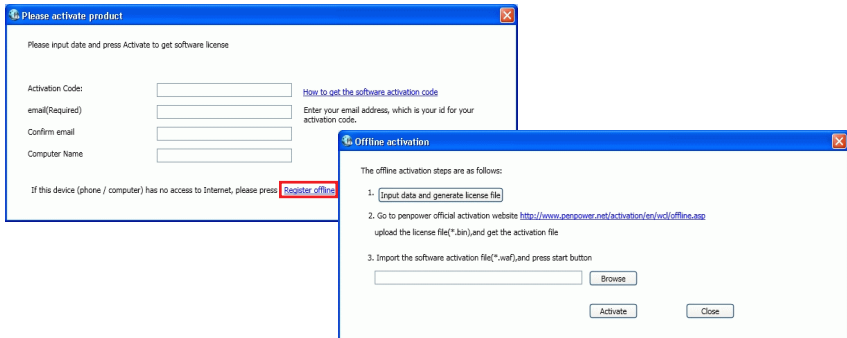 Please activate product
Please input date and press Activate to get software license
Activation Code:
How to get the software activation code
email(Required)
Enter your email address, which is your id for your
activation code.
Confirm email
Computer Name
If this device (phone / computer) has no access to Internet, please press Register offline
Offline activation
The offline activation steps are as follows:
1. Input data and generate license file
2. Go to penpower official activation website http://www.penpower.net/activation/en/wcl/offline.asp
upload the license file(*.bin),and get the activation file
3. Import the software activation file(*.waf),and press start button
Browse
Activate Close